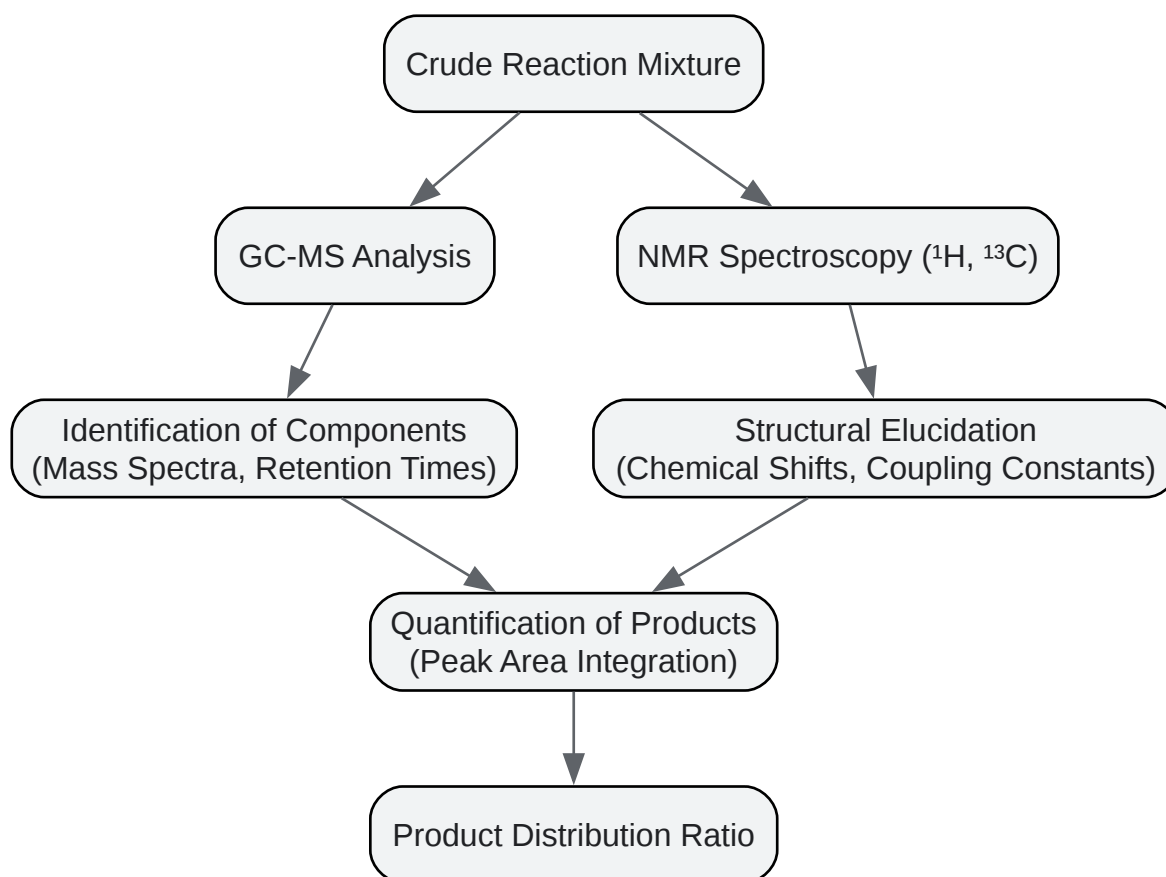 Crude Reaction Mixture
GC-MS Analysis
NMR Spectroscopy (¹H, ¹³C)
Identification of Components
(Mass Spectra, Retention Times)
Structural Elucidation
(Chemical Shifts, Coupling Constants)
Quantification of Products
(Peak Area Integration)
Product Distribution Ratio